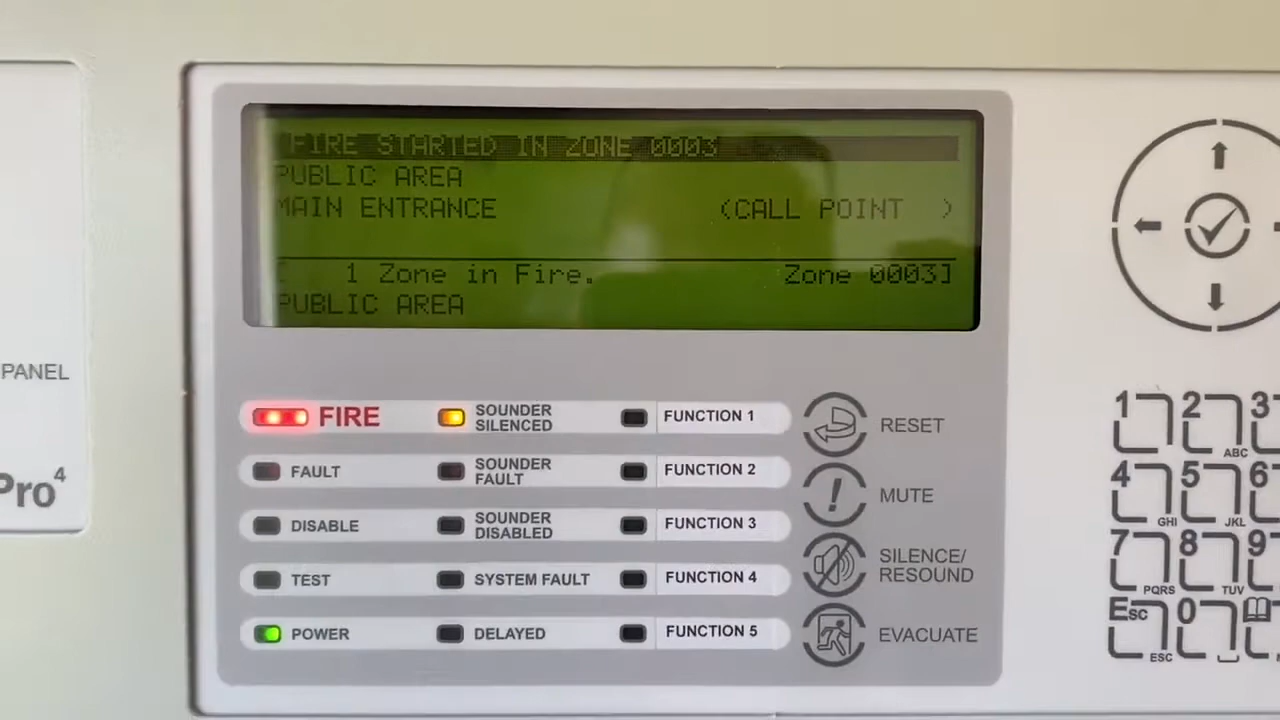 FIRE STARTED IN ZONE 0003
PUBLIC AREA
MAIN ENTRANCE (CALL POINT )
[ 1 Zone in Fire. Zone 0003]
PUBLIC AREA
PANEL
Pro4
FIRE
SOUNDER
SILENCED
FUNCTION 1
FAULT
SOUNDER
FAULT
FUNCTION 2
DISABLE
SOUNDER
DISABLED
FUNCTION 3
TEST
SYSTEM FAULT
FUNCTION 4
POWER
DELAYED
FUNCTION 5
RESET
MUTE
SILENCE/
RESOUND
EVACUATE
1 2 3
ABC
4 5 6
GHI JKL
7 8 9
PQRS TUV
Esc 0
ESC